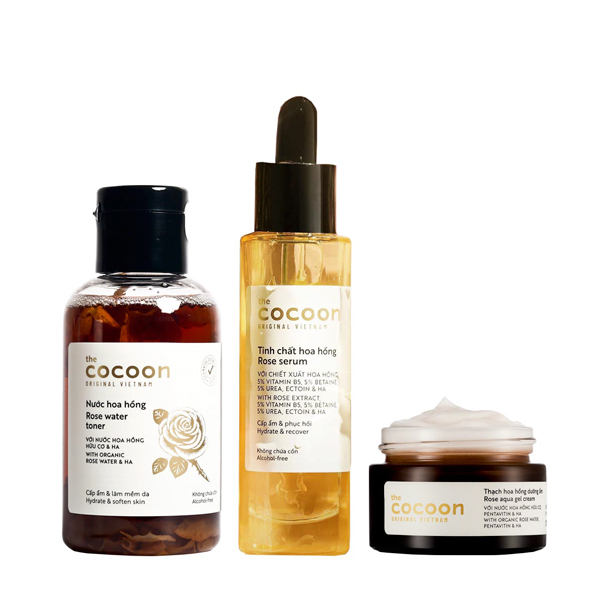 the
cocoon
ORIGINAL VIETNAM
Nước hoa hồng
Rose water
toner
VỚI NƯỚC HOA HỒNG
HỮU CƠ & HA
WITH ORGANIC
ROSE WATER & HA
Cấp ẩm & làm mềm da
Hydrate & soften skin
Không chứa cồn
Alcohol-free
the
cocoon
ORIGINAL VIETNAM
Tinh chất hoa hồng
Rose serum
VỚI CHIẾT XUẤT HOA HỒNG,
5% VITAMIN B5, 5% BETAINE,
5% UREA, ECTOIN & HA
WITH ROSE EXTRACT,
5% VITAMIN B5, 5% BETAINE,
5% UREA, ECTOIN & HA
Cấp ẩm & phục hồi
Hydrate & recover
Không chứa cồn
Alcohol-free
the
cocoon
ORIGINAL VIETNAM
Thạch hoa hồng dưỡng ẩm
Rose aqua gel cream
VỚI NƯỚC HOA HỒNG HỮU CƠ,
PENTAVITIN & HA
WITH ORGANIC ROSE WATER,
PENTAVITIN & HA